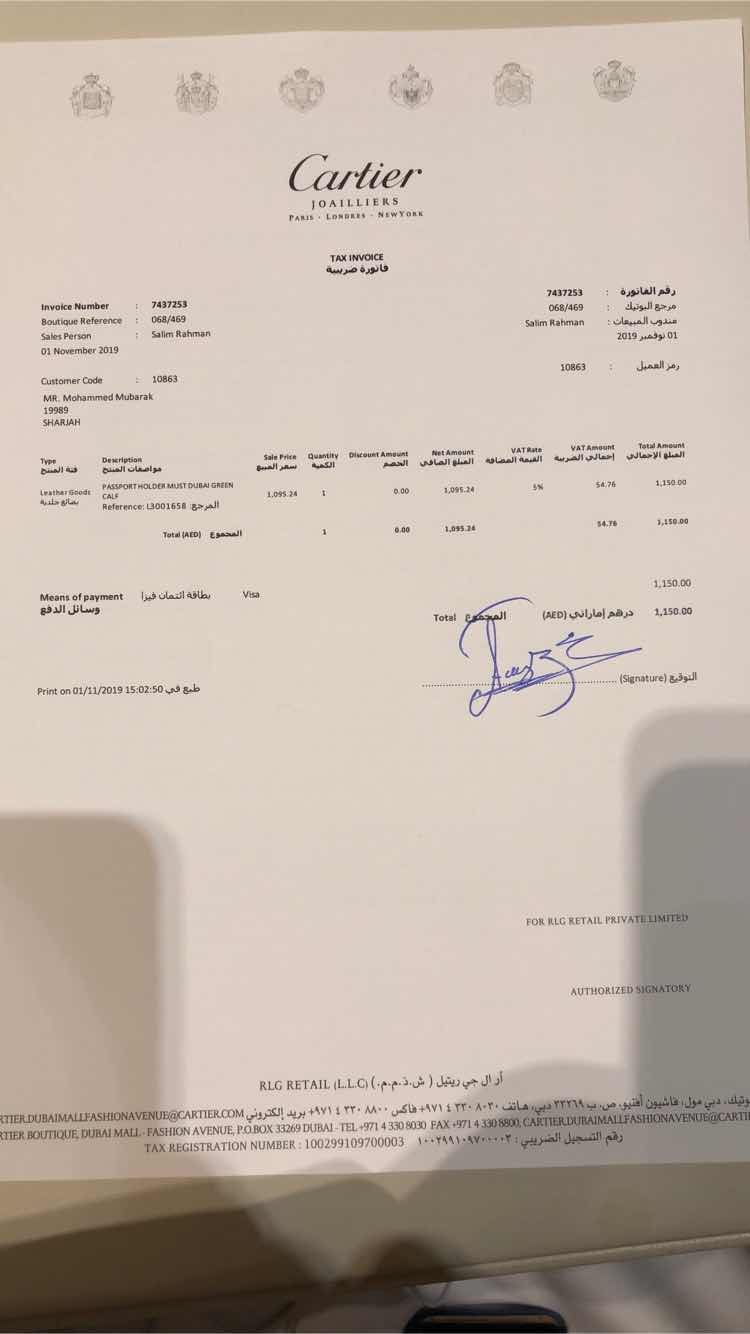 Cartier
JOAILLIERS
PARIS - LONDRES - NEWYORK
TAX INVOICE
فاتورة ضريبية
Invoice Number : 7437253
Boutique Reference : 068/469
Sales Person : Salim Rahman
01 November 2019
رقم الفاتورة : 7437253
مرجع البوتيك : 068/469
مندوب المبيعات : Salim Rahman
01 نوفمبر 2019
Customer Code : 10863
رمز العميل : 10863
MR. Mohammed Mubarak
19989
SHARJAH
Type Description Sale Price Quantity Discount Amount Net Amount VAT Rate VAT Amount Total Amount
فئة المنتج مواصفات المنتج سعر المبيع الكمية الخصم المبلغ الصافي القيمة المضافة إجمالي الضريبة المبلغ الإجمالي
Leather Goods PASSPORT HOLDER MUST DUBAI GREEN 1,095.24 1 0.00 1,095.24 5% 54.76 1,150.00
بضائع جلدية CALF
Reference: L3001658 :المرجع
Total (AED) المجموع 1 0.00 1,095.24 54.76 1,150.00
1,150.00
Means of payment بطاقة ائتمان فيزا Visa
وسائل الدفع
Total المجموع (AED) درهم إماراتي 1,150.00
Print on 01/11/2019 15:02:50 طبع في
(Signature) التوقيع
FOR RLG RETAIL PRIVATE LIMITED
AUTHORIZED SIGNATORY
RLG RETAIL (L.L.C) (.أر ال جي ريتيل ( ش.ذ.م.م
وتيك، دبي مول، فاشيون أفنيو، ص. ب ٣٣٢٦٩ دبي، هاتف ٨٠٣٠ ٣٣٠ ٤ ٩٧١+ فاكس ٨٨٠٠ ٣٣٠ ٤ ٩٧١+ بريد إلكتروني RTIER.DUBAIMALLFASHIONAVENUE@CARTIER.COM
RTIER BOUTIQUE, DUBAI MALL - FASHION AVENUE, P.O.BOX 33269 DUBAI - TEL +971 4 330 8030 FAX +971 4 330 8800, CARTIER.DUBAIMALLFASHIONAVENUE@CARTI
TAX REGISTRATION NUMBER : 100299109700003 رقم التسجيل الضريبي : ١٠٠٢٩٩١٠٩٧٠٠٠٠٣